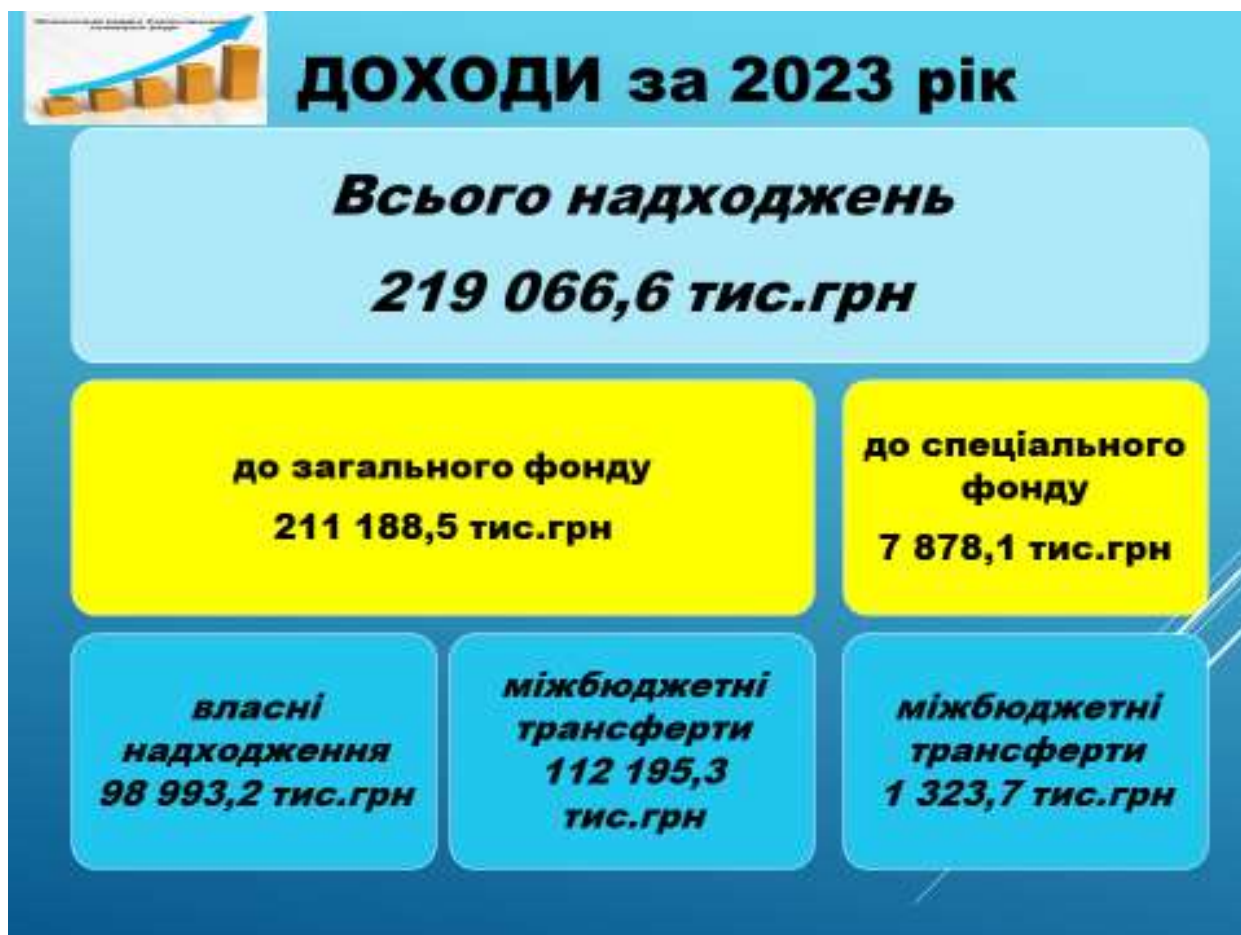 ДОХОДИ за 2023 рік
Всього надходжень
219 066,6 тис.грн
до загального фонду
211 188,5 тис.грн
до спеціального
фонду
7 878,1 тис.грн
власні
надходження
98 993,2 тис.грн
міжбюджетні
трансферти
112 195,3
тис.грн
міжбюджетні
трансферти
1 323,7 тис.грн